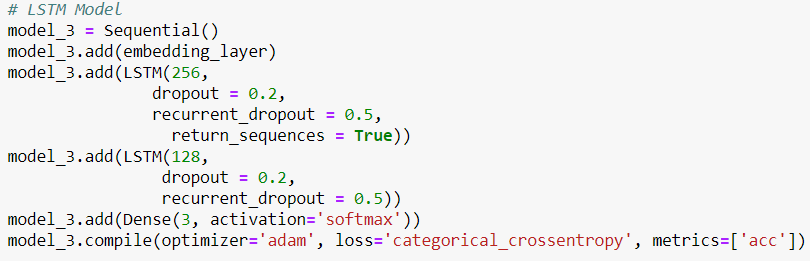 # LSTM Model
model_3 = Sequential()
model_3.add(embedding_layer)
model_3.add(LSTM(256,
dropout = 0.2,
recurrent_dropout = 0.5,
return_sequences = True))
model_3.add(LSTM(128,
dropout = 0.2,
recurrent_dropout = 0.5))
model_3.add(Dense(3, activation='softmax'))
model_3.compile(optimizer='adam', loss='categorical_crossentropy', metrics=['acc'])